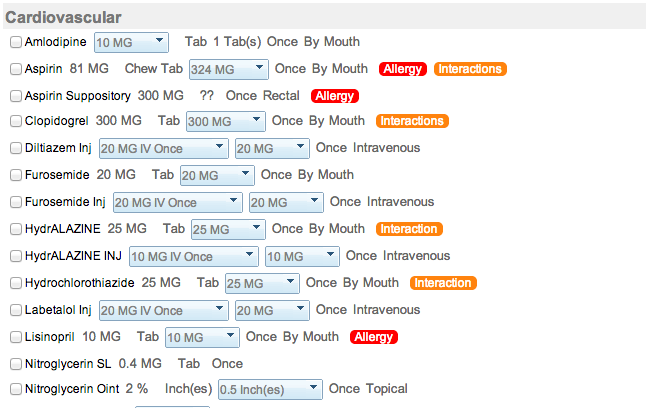 Cardiovascular
Amlodipine 10 MG Tab 1 Tab(s) Once By Mouth
Aspirin 81 MG Chew Tab 324 MG Once By Mouth Allergy Interactions
Aspirin Suppository 300 MG ?? Once Rectal Allergy
Clopidogrel 300 MG Tab 300 MG Once By Mouth Interactions
Diltiazem Inj 20 MG IV Once 20 MG Once Intravenous
Furosemide 20 MG Tab 20 MG Once By Mouth
Furosemide Inj 20 MG IV Once 20 MG Once Intravenous
HydrALAZINE 25 MG Tab 25 MG Once By Mouth Interaction
HydrALAZINE INJ 10 MG IV Once 10 MG Once Intravenous
Hydrochlorothiazide 25 MG Tab 25 MG Once By Mouth Interaction
Labetalol Inj 20 MG IV Once 20 MG Once Intravenous
Lisinopril 10 MG Tab 10 MG Once By Mouth Allergy
Nitroglycerin SL 0.4 MG Tab Once
Nitroglycerin Oint 2 % Inch(es) 0.5 Inch(es) Once Topical